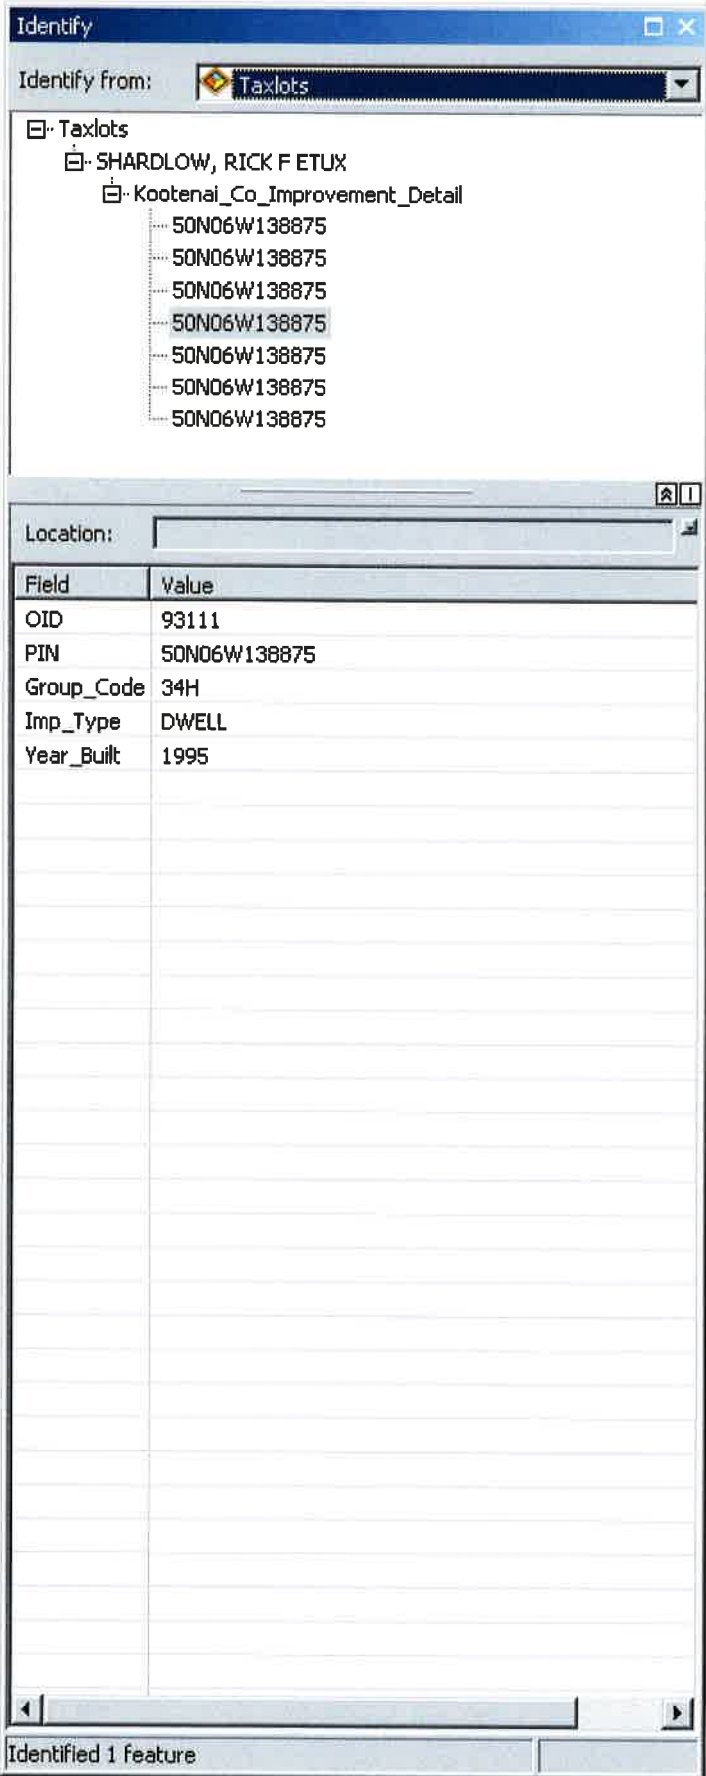 Identify
Identify from: Taxlots
Taxlots
SHARDLOW, RICK F ETUX
Kootenai_Co_Improvement_Detail
50N06W138875
50N06W138875
50N06W138875
50N06W138875
50N06W138875
50N06W138875
50N06W138875
Location:
Field Value
OID 93111
PIN 50N06W138875
Group_Code 34H
Imp_Type DWELL
Year_Built 1995
Identified 1 feature